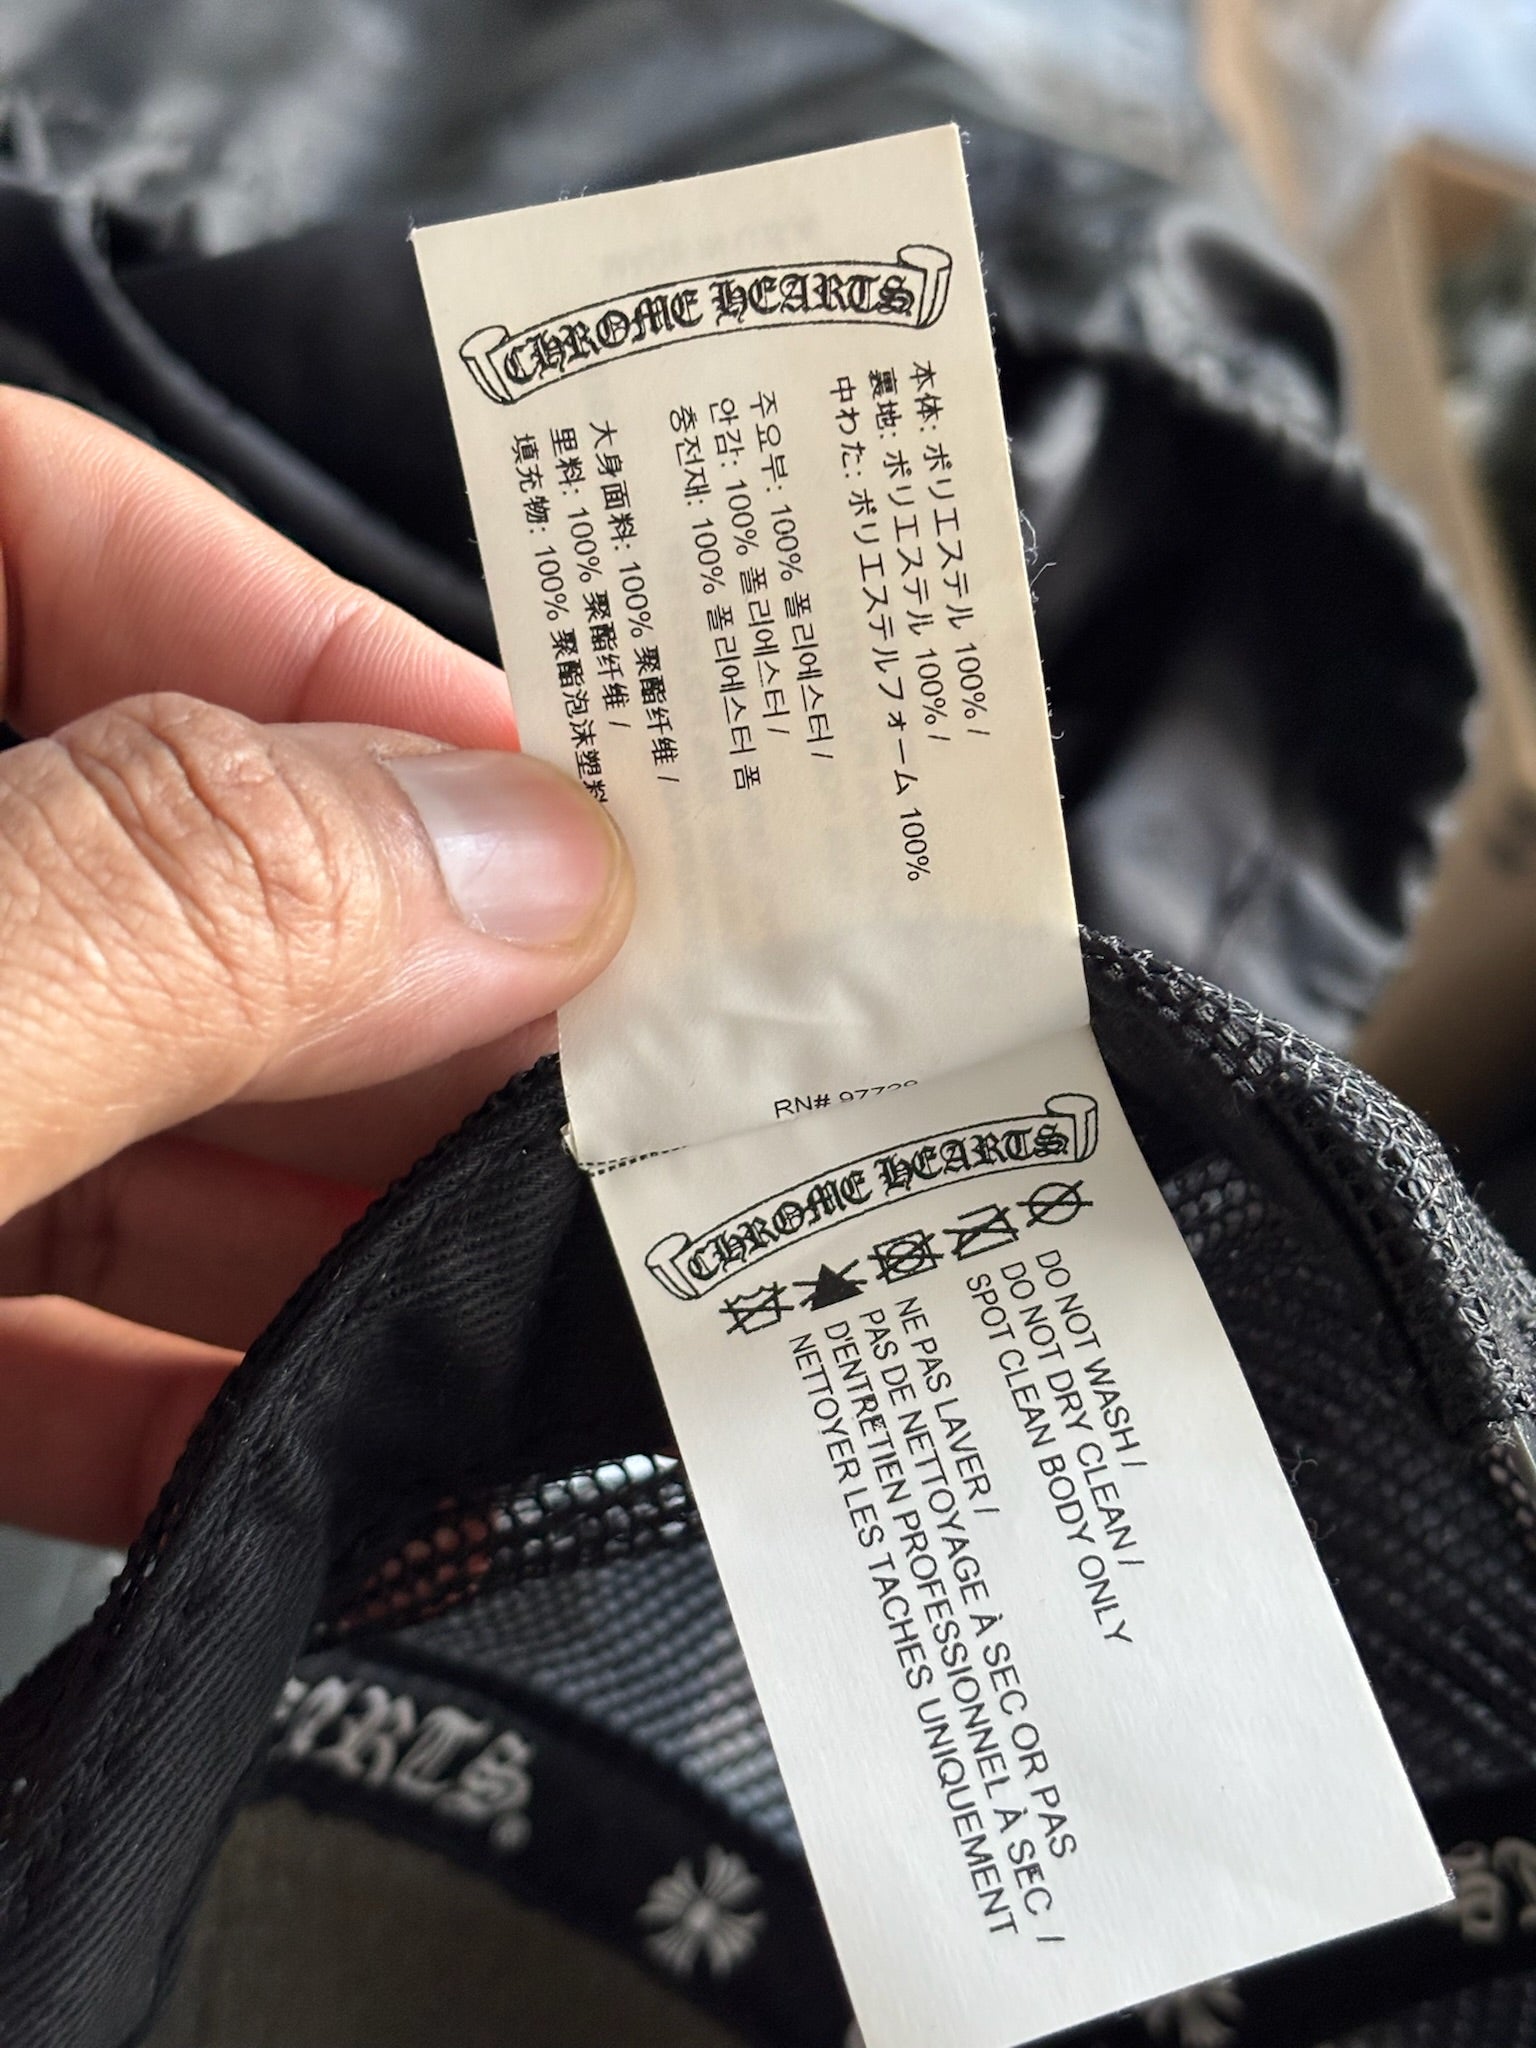 CHROME HEARTS
本体: ポリエステル 100% /
裏地: ポリエステル 100% /
中わた: ポリエステルフォーム 100%
주요부: 100% 폴리에스터 /
안감: 100% 폴리에스터 /
충전재: 100% 폴리에스터 폼
大身面料: 100% 聚酯纤维 /
里料: 100% 聚酯纤维 /
填充物: 100% 聚酯泡沫塑料
RN#
CHROME HEARTS
DO NOT WASH /
DO NOT DRY CLEAN /
SPOT CLEAN BODY ONLY
NE PAS LAVER /
PAS DE NETTOYAGE À SEC OR PAS
D'ENTRETIEN PROFESSIONNEL À SEC /
NETTOYER LES TACHES UNIQUEMENT